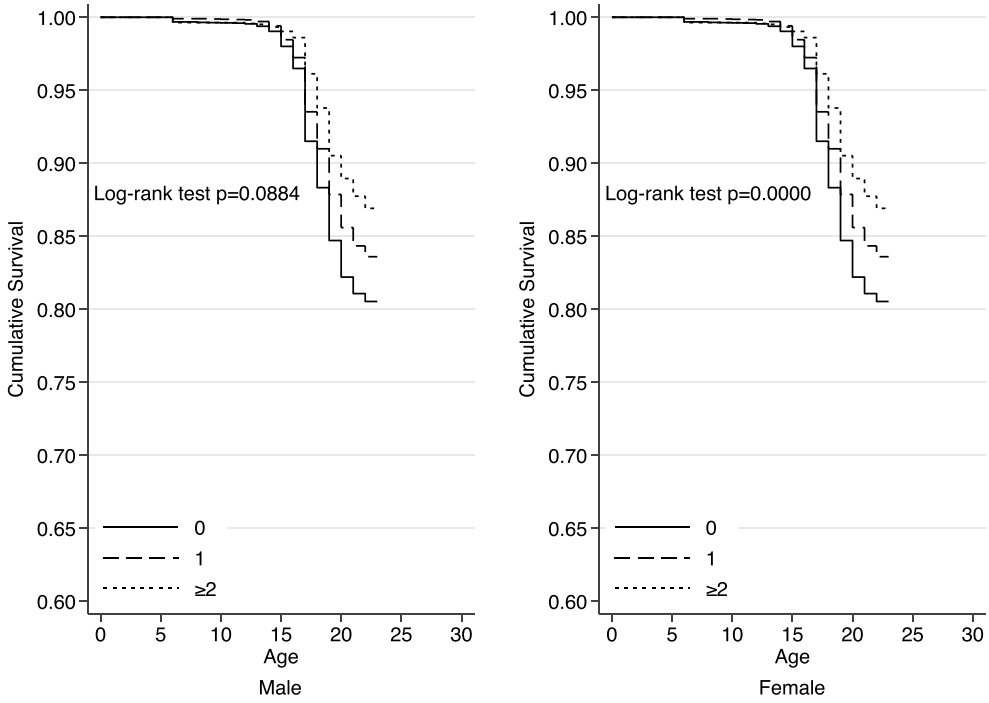 Cumulative Survival
1.00
0.95
0.90
0.85
0.80
0.75
0.70
0.65
0.60
Log-rank test p=0.0884
0
1
≥2
0 5 10 15 20 25 30
Age
Male
Cumulative Survival
1.00
0.95
0.90
0.85
0.80
0.75
0.70
0.65
0.60
Log-rank test p=0.0000
0
1
≥2
0 5 10 15 20 25 30
Age
Female